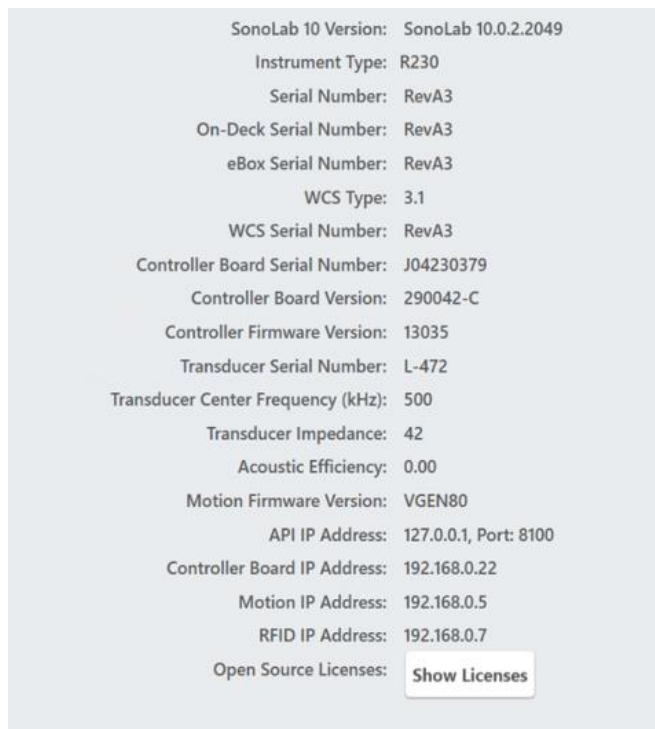 SonoLab 10 Version: SonoLab 10.0.2.2049
Instrument Type: R230
Serial Number: RevA3
On-Deck Serial Number: RevA3
eBox Serial Number: RevA3
WCS Type: 3.1
WCS Serial Number: RevA3
Controller Board Serial Number: J04230379
Controller Board Version: 290042-C
Controller Firmware Version: 13035
Transducer Serial Number: L-472
Transducer Center Frequency (kHz): 500
Transducer Impedance: 42
Acoustic Efficiency: 0.00
Motion Firmware Version: VGEN80
API IP Address: 127.0.0.1, Port: 8100
Controller Board IP Address: 192.168.0.22
Motion IP Address: 192.168.0.5
RFID IP Address: 192.168.0.7
Open Source Licenses: Show Licenses